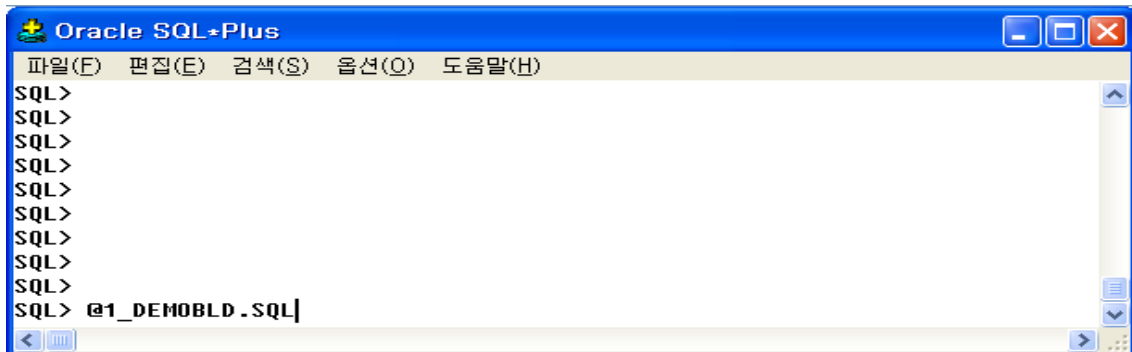 Oracle SQL*Plus
파일(F) 편집(E) 검색(S) 옵션(O) 도움말(H)
SQL>
SQL>
SQL>
SQL>
SQL>
SQL>
SQL>
SQL>
SQL>
SQL> @1_DEMOBLD.SQL